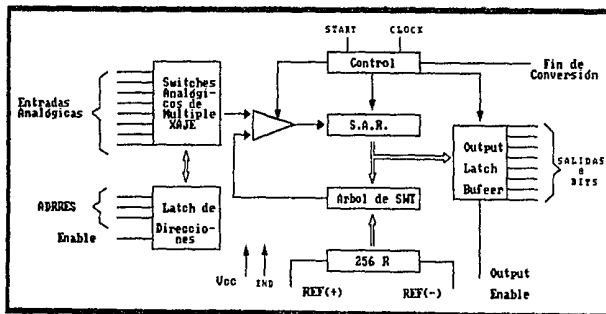 START
CLOCK
Control
Fin de
Conversión
Switches
Analógi-
cos de
Multiple
XAJE
Entradas
Analógicas
S.A.R.
Output
Latch
Bufeer
SALIDAS
8
BITS
ADRRES
Enable
Latch de
Direccio-
nes
Arbol de SWT
256 R
Vcc
END
REF(+)
REF(-)
Output
Enable